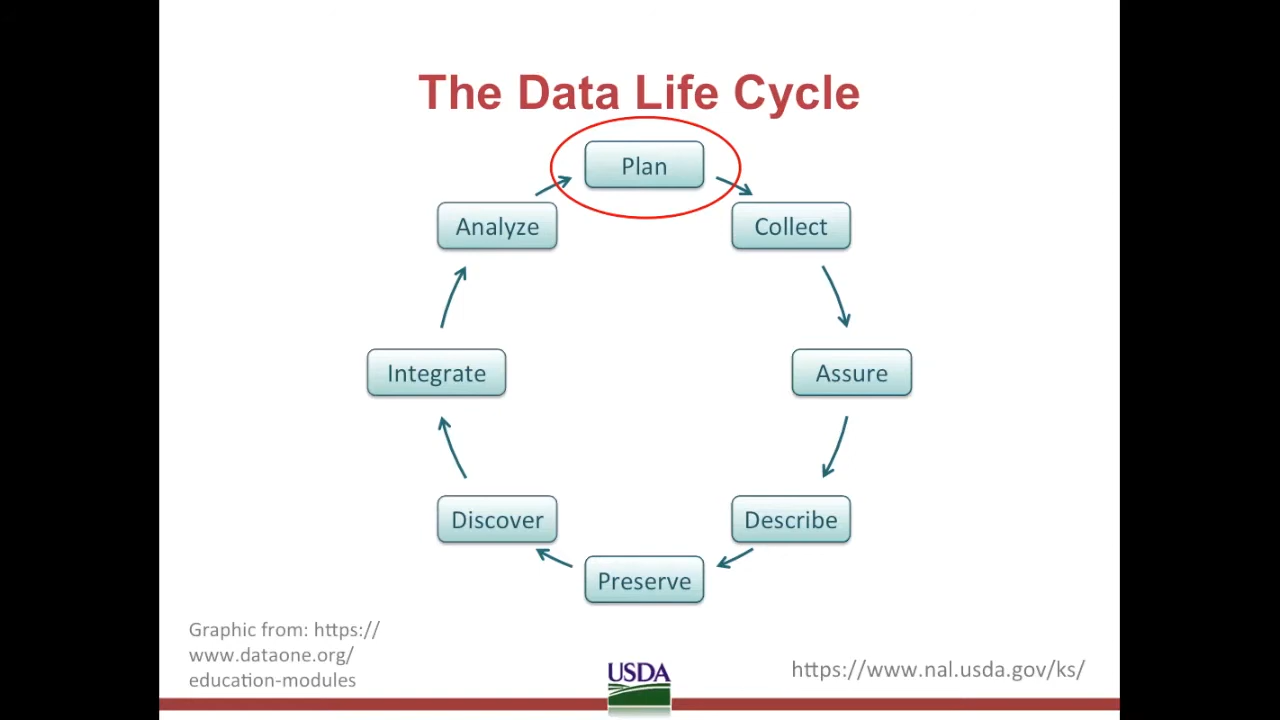 The Data Life Cycle
Plan
Analyze
Collect
Integrate
Assure
Discover
Describe
Preserve
Graphic from: https://
www.dataone.org/
education-modules
USDA
https://www.nal.usda.gov/ks/